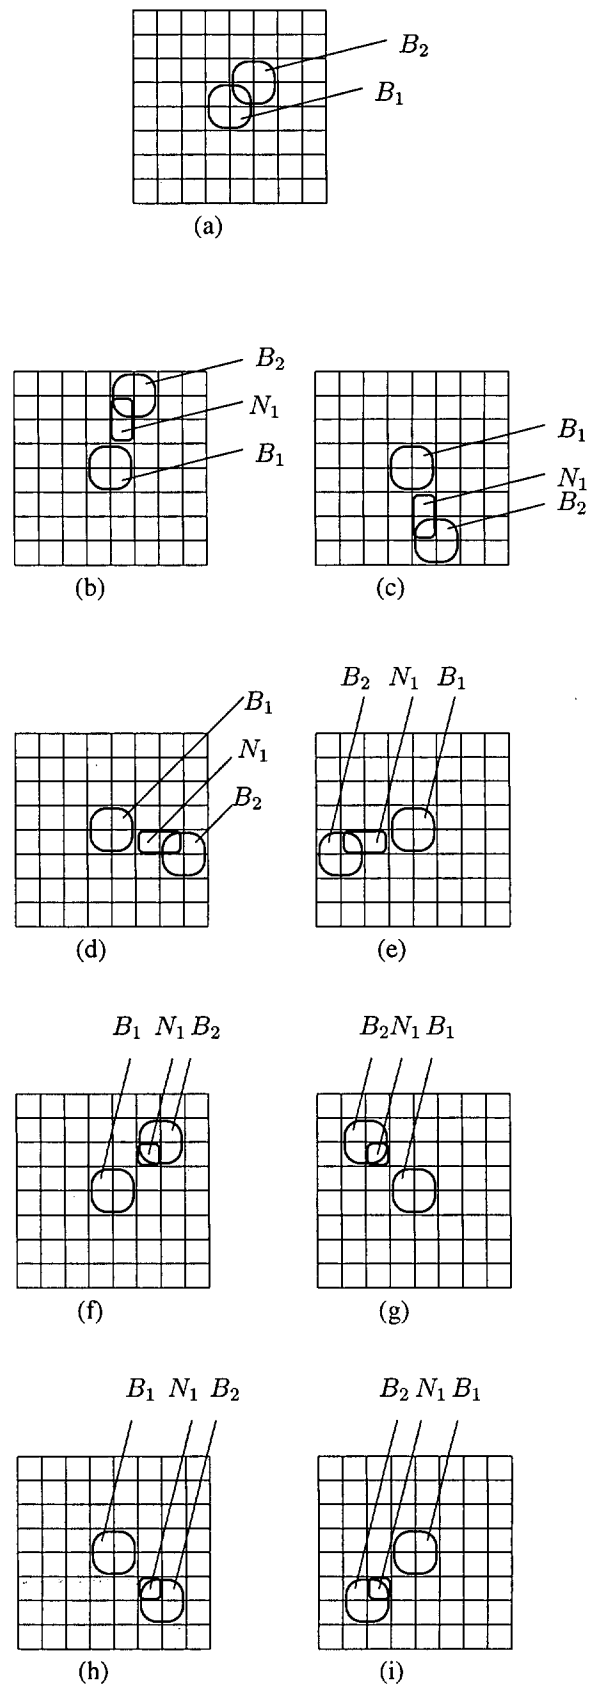 B₂
B₁
(a)
B₂
N₁
B₁
(b)
B₁
N₁
B₂
(c)
B₁
N₁
B₂
(d)
B₂ N₁ B₁
(e)
B₁ N₁ B₂
(f)
B₂ N₁ B₁
(g)
B₁ N₁ B₂
(h)
B₂ N₁ B₁
(i)